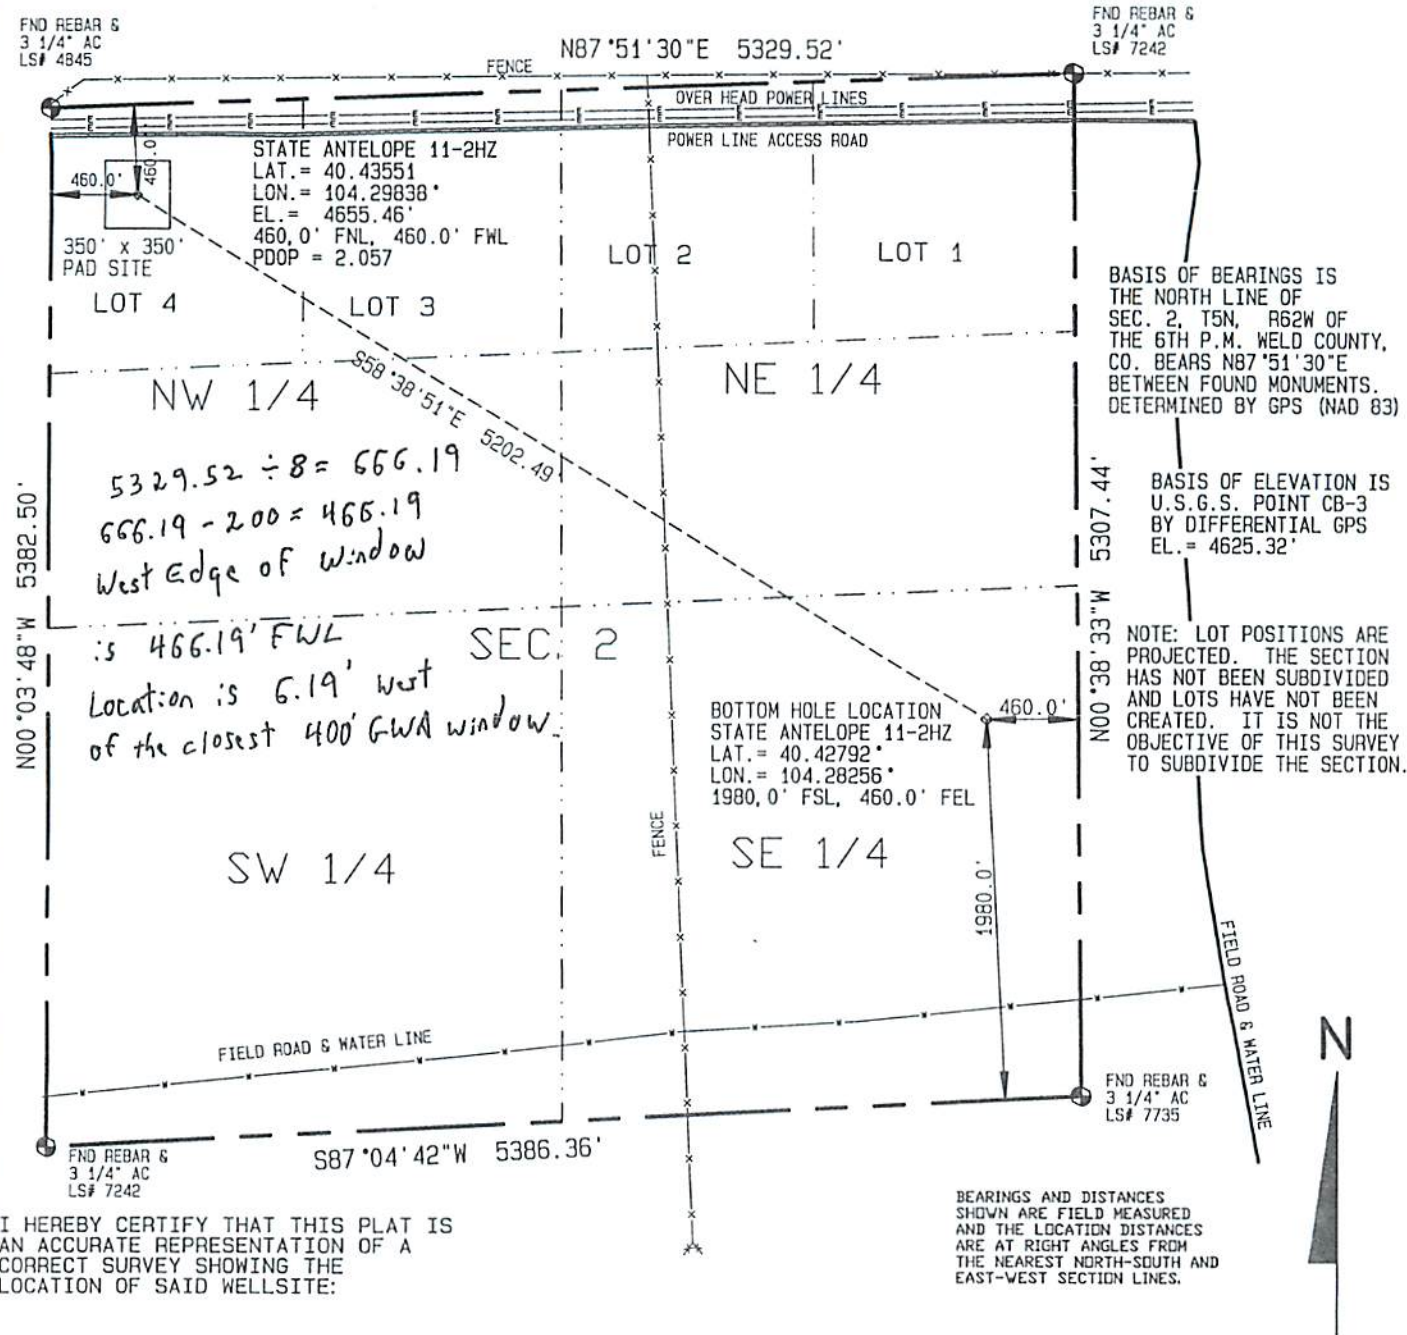 FND REBAR &
3 1/4" AC
LS# 4845
N87°51'30"E 5329.52'
FND REBAR &
3 1/4" AC
LS# 7242
FENCE
OVER HEAD POWER LINES
E E E E E E E E E E E E E E
POWER LINE ACCESS ROAD
460.0'
460.0'
350' x 350'
PAD SITE
STATE ANTELOPE 11-2HZ
LAT.= 40.43551
LON.= 104.29838°
EL.= 4655.46'
460,0' FNL, 460.0' FWL
PDOP = 2.057
LOT 4
LOT 3
LOT 2
LOT 1
BASIS OF BEARINGS IS
THE NORTH LINE OF
SEC. 2, T5N, R62W OF
THE 6TH P.M. WELD COUNTY,
CO. BEARS N87°51'30"E
BETWEEN FOUND MONUMENTS.
DETERMINED BY GPS (NAD 83)
NW 1/4
NE 1/4
S58°38'51"E 5202.49'
5329.52 ÷ 8 = 666.19
666.19 - 200 = 466.19
West Edge of Window
is 466.19' FWL
Location is 6.19' west
of the closest 400' GWA window.
N00°03'48"W 5382.50'
N00°38'33"W 5307.44'
BASIS OF ELEVATION IS
U.S.G.S. POINT CB-3
BY DIFFERENTIAL GPS
EL.= 4625.32'
SEC. 2
NOTE: LOT POSITIONS ARE
PROJECTED. THE SECTION
HAS NOT BEEN SUBDIVIDED
AND LOTS HAVE NOT BEEN
CREATED. IT IS NOT THE
OBJECTIVE OF THIS SURVEY
TO SUBDIVIDE THE SECTION.
BOTTOM HOLE LOCATION
STATE ANTELOPE 11-2HZ
LAT.= 40.42792°
LON.= 104.28256°
1980,0' FSL, 460.0' FEL
460.0'
1980.0'
FENCE
SW 1/4
SE 1/4
FIELD ROAD & WATER LINE
FIELD ROAD & WATER LINE
N
FND REBAR &
3 1/4" AC
LS# 7735
FND REBAR &
3 1/4" AC
LS# 7242
S87°04'42"W 5386.36'
I HEREBY CERTIFY THAT THIS PLAT IS
AN ACCURATE REPRESENTATION OF A
CORRECT SURVEY SHOWING THE
LOCATION OF SAID WELLSITE:
BEARINGS AND DISTANCES
SHOWN ARE FIELD MEASURED
AND THE LOCATION DISTANCES
ARE AT RIGHT ANGLES FROM
THE NEAREST NORTH-SOUTH AND
EAST-WEST SECTION LINES.